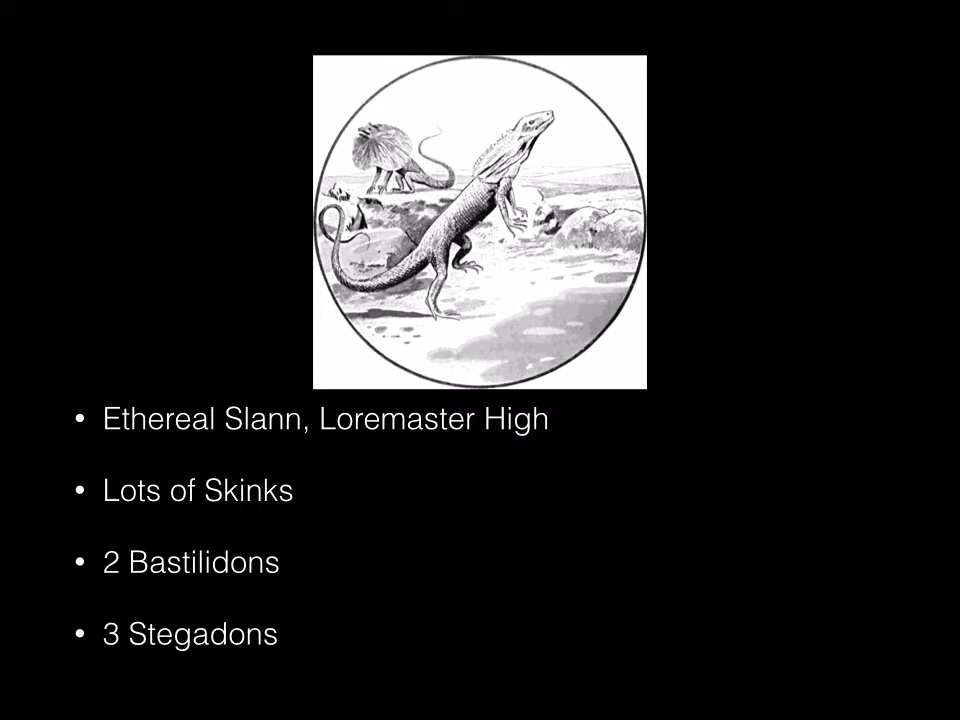 • Ethereal Slann, Loremaster High
• Lots of Skinks
• 2 Bastilidons
• 3 Stegadons